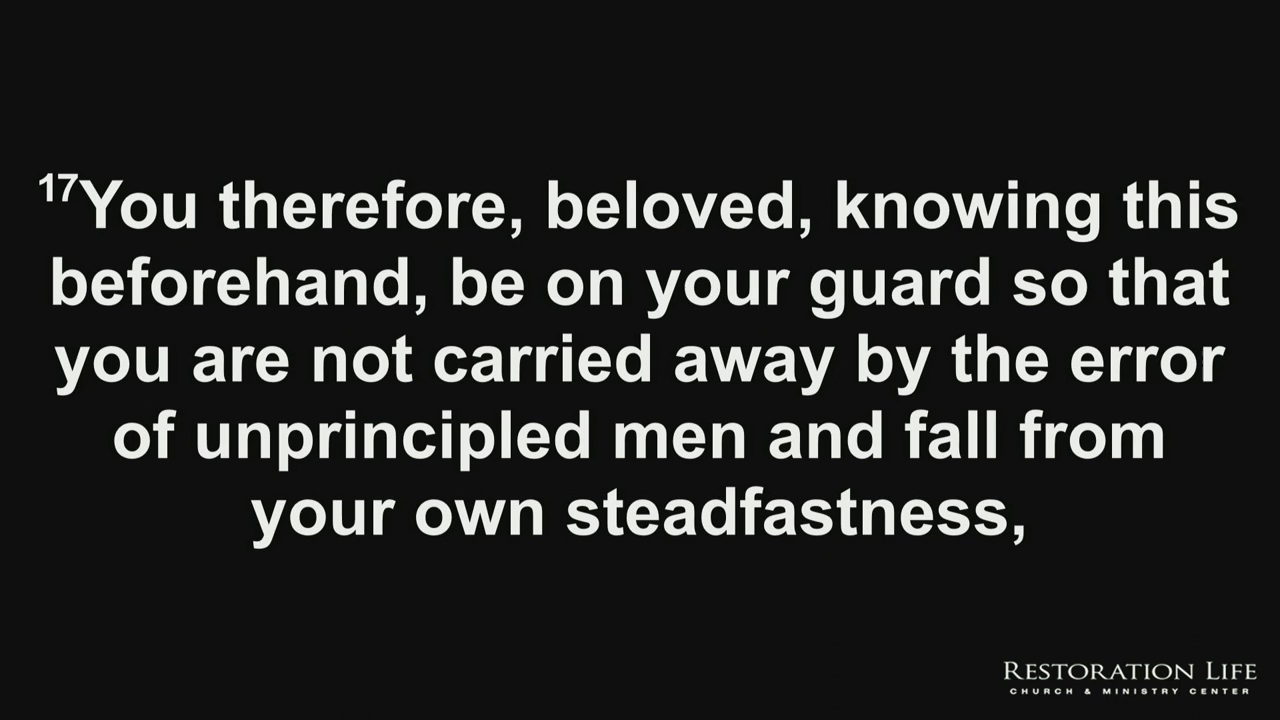 17You therefore, beloved, knowing this
beforehand, be on your guard so that
you are not carried away by the error
of unprincipled men and fall from
your own steadfastness,
RESTORATION LIFE
CHURCH & MINISTRY CENTER